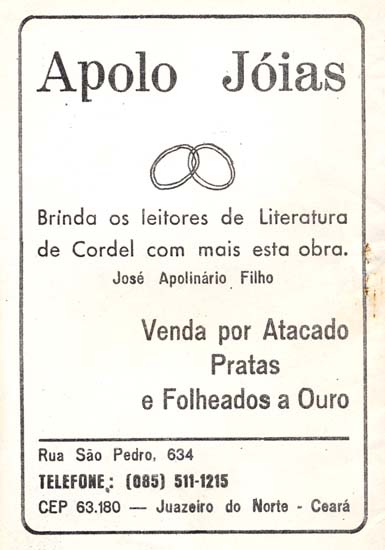 Apolo Jóias
Brinda os leitores de Literatura
de Cordel com mais esta obra.
José Apolinário Filho
Venda por Atacado
Pratas
e Folheados a Ouro
Rua São Pedro, 634
TELEFONE: (085) 511-1215
CEP 63.180 — Juazeiro do Norte - Ceará